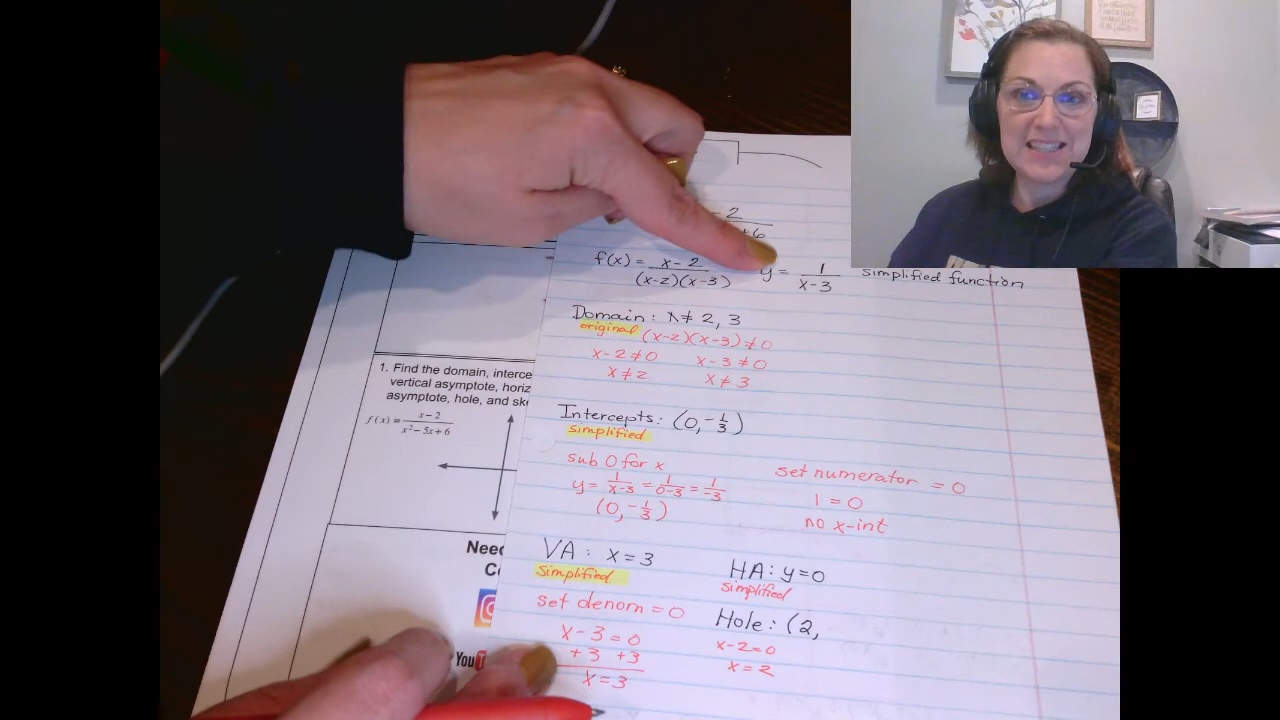 - 2
+6
f(x) = x - 2 / (x-2)(x-3)
y = 1 / x-3
simplified function
Domain: x ≠ 2, 3
original (x-2)(x-3) ≠ 0
x-2≠0 x-3≠0
x≠2 x≠3
Intercepts: (0, -1/3)
simplified
sub 0 for x
y = 1/x-3 = 1/0-3 = 1/-3
(0, -1/3)
set numerator = 0
1 = 0
no x-int
VA: x=3
simplified
set denom = 0
x-3=0
+3 +3
x=3
HA: y=0
simplified
Hole: (2,
x-2=0
x=2
1. Find the domain, interce
vertical asymptote, horiz
asymptote, hole, and ske
f(x) = x-2 / x²-5x+6
Need
Co
YouT